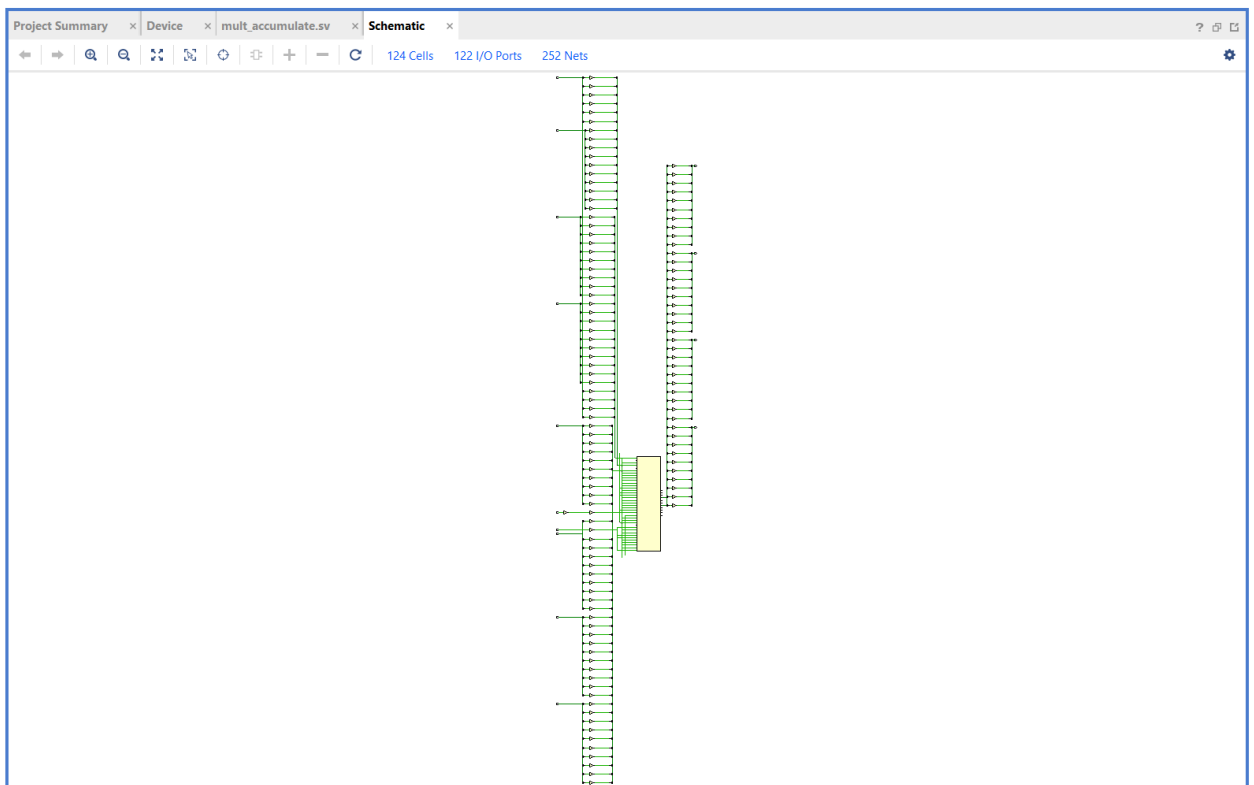 Project Summary × Device × mult_accumulate.sv × Schematic ×
?
124 Cells 122 I/O Ports 252 Nets